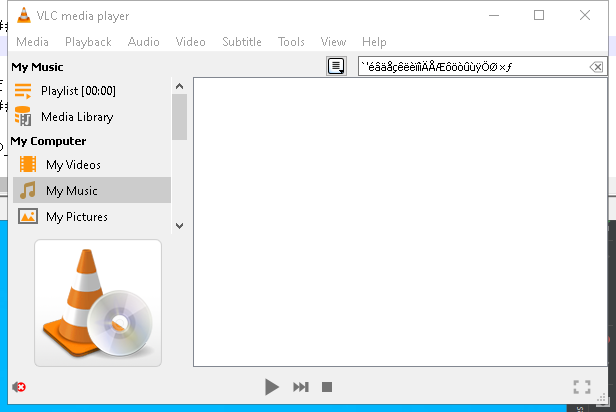 VLC media player
Media Playback Audio Video Subtitle Tools View Help
My Music
`'éâäåçêëèïîìÄÅÆôöòûùÿÖØ×ƒ
Playlist [00:00]
Media Library
My Computer
My Videos
My Music
My Pictures